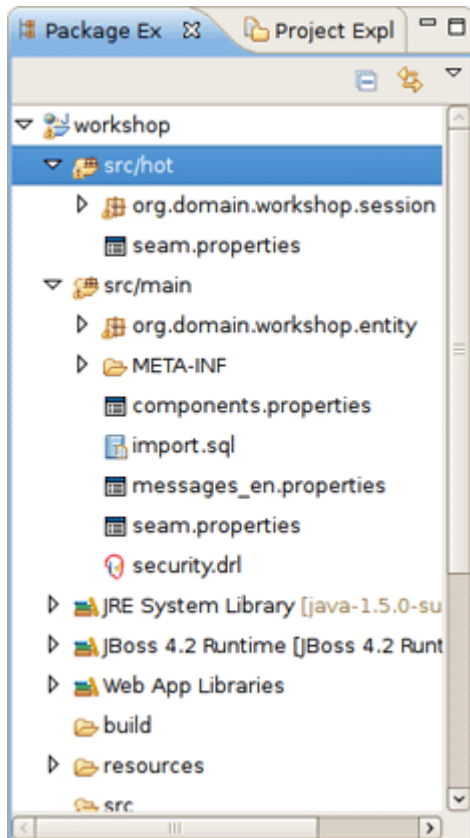 Package Ex Project Expl
workshop
src/hot
org.domain.workshop.session
seam.properties
src/main
org.domain.workshop.entity
META-INF
components.properties
import.sql
messages_en.properties
seam.properties
security.drl
JRE System Library [java-1.5.0-su
JBoss 4.2 Runtime [JBoss 4.2 Runt
Web App Libraries
build
resources
src